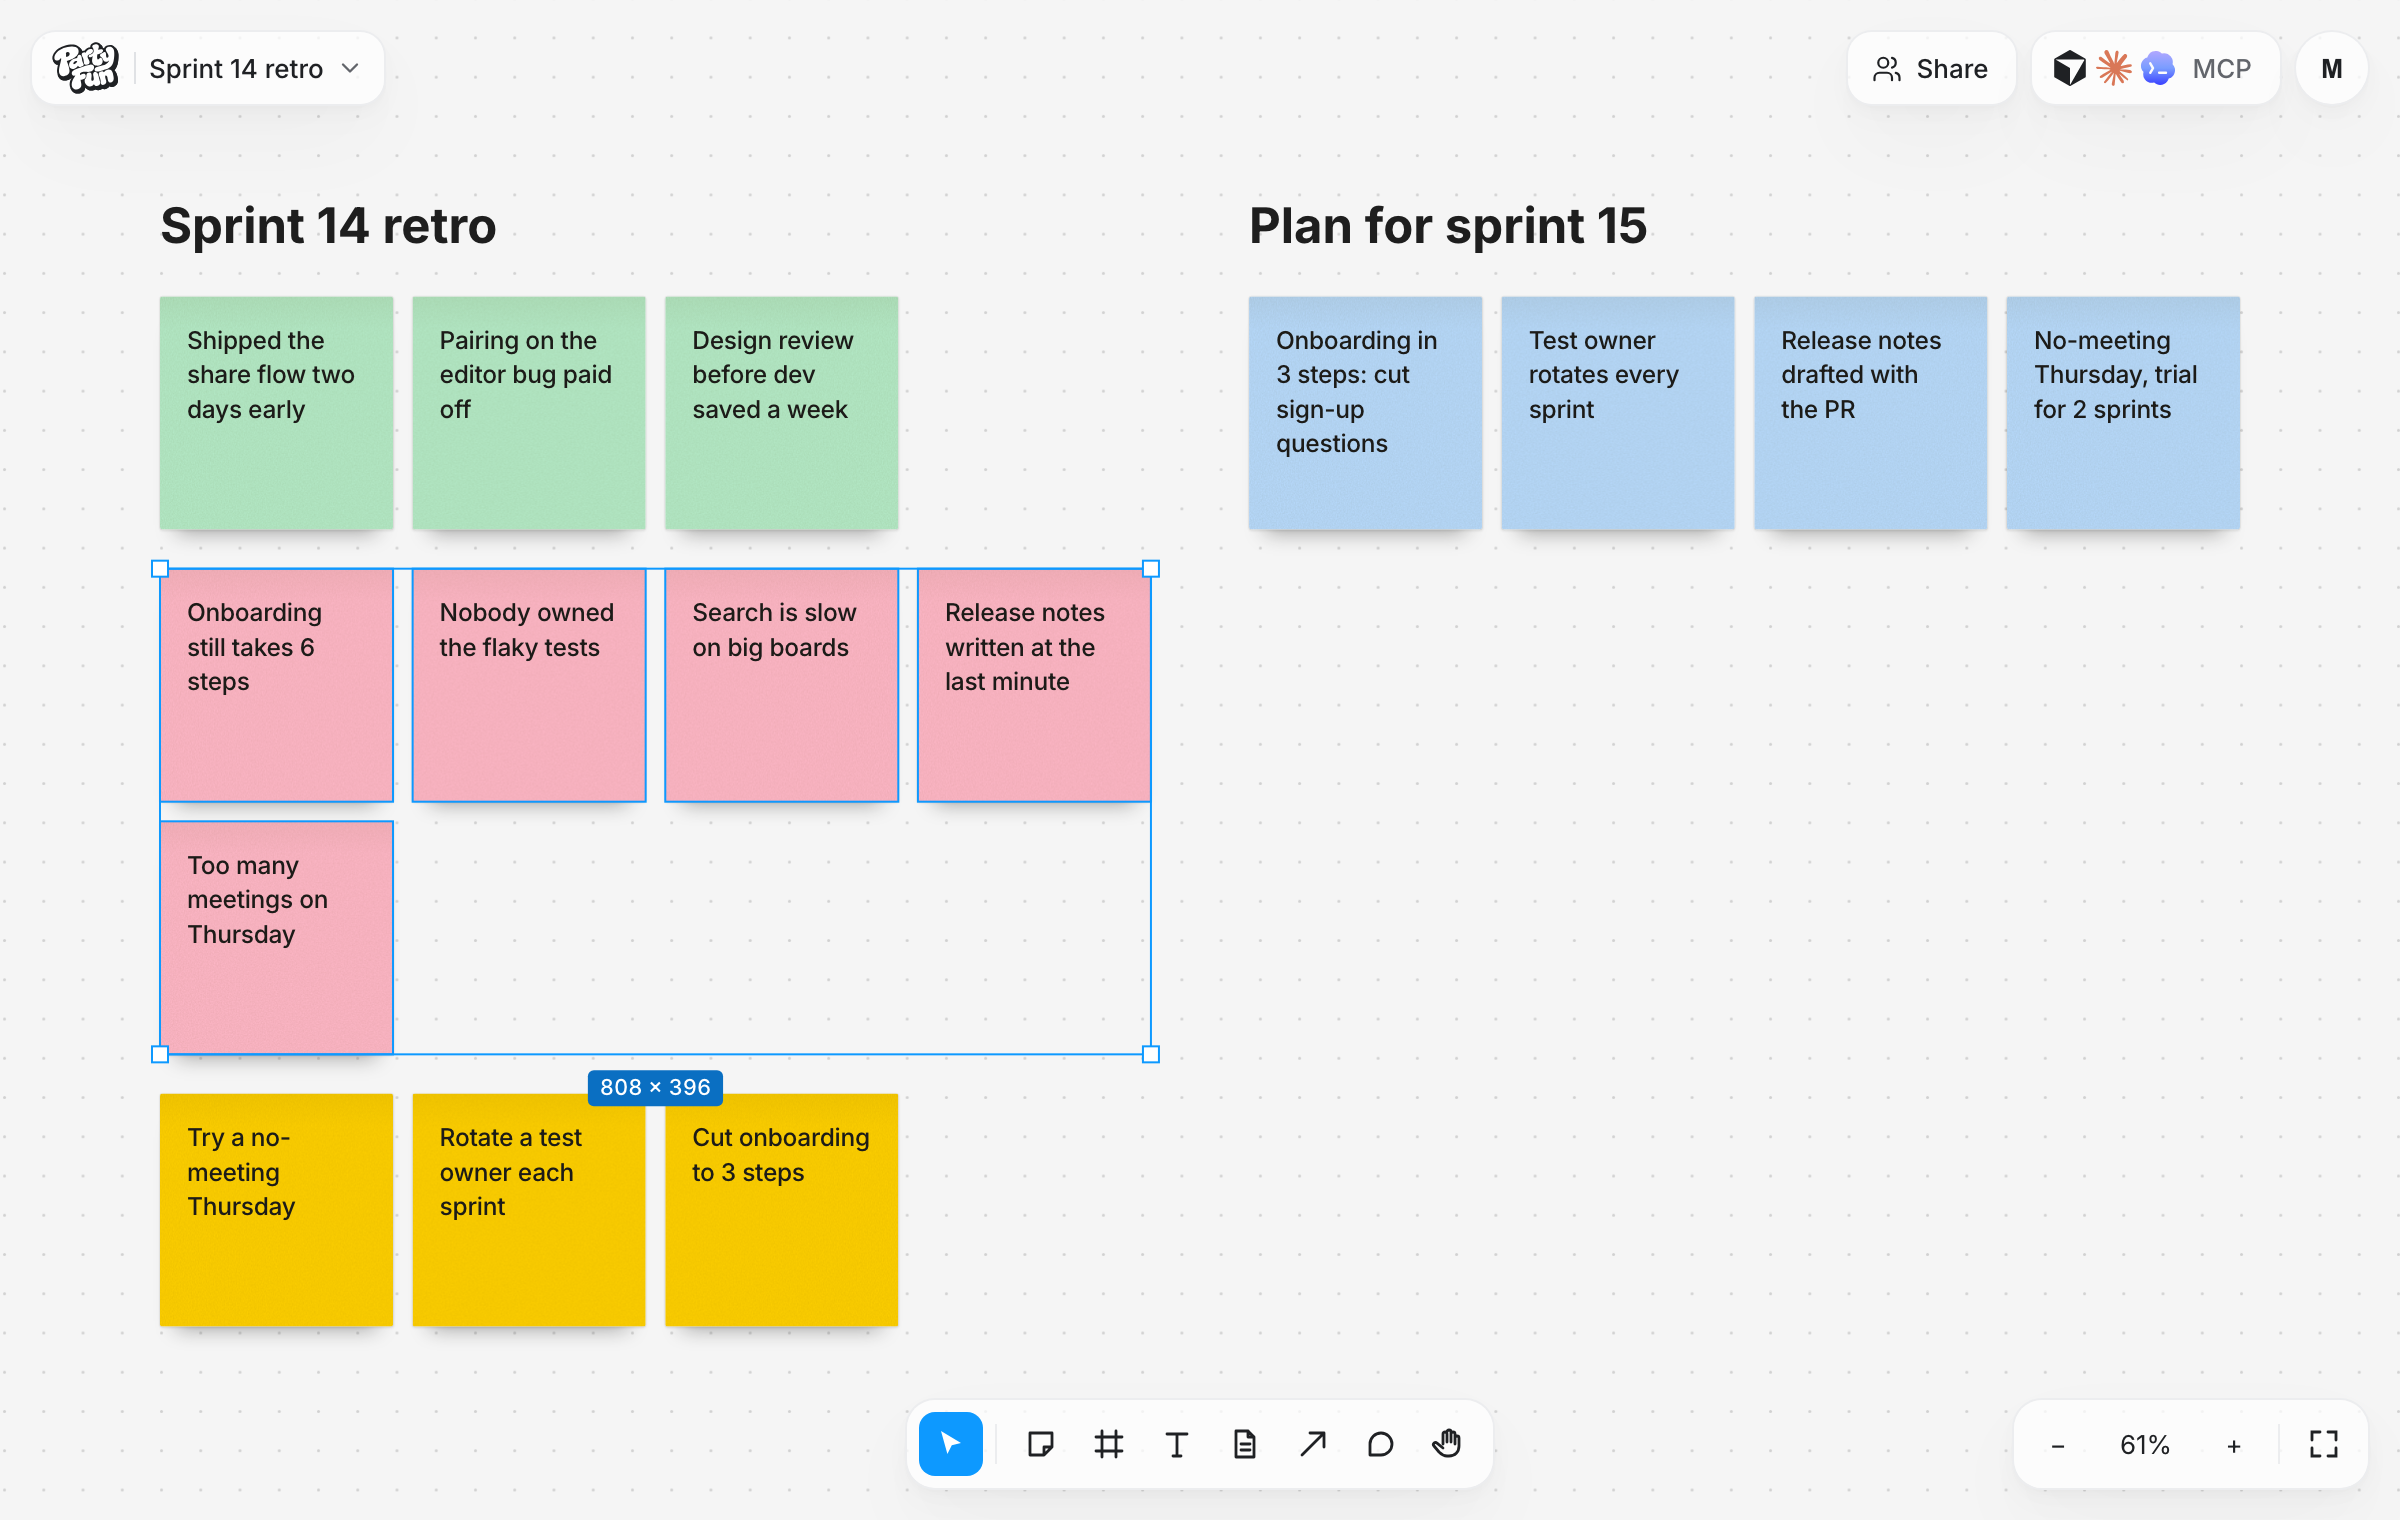 Party
Fun
Sprint 14 retro
Share
MCP
M
Sprint 14 retro
Shipped the
share flow two
days early
Pairing on the
editor bug paid
off
Design review
before dev
saved a week
Onboarding
still takes 6
steps
Nobody owned
the flaky tests
Search is slow
on big boards
Release notes
written at the
last minute
Too many
meetings on
Thursday
808 × 396
Try a no-
meeting
Thursday
Rotate a test
owner each
sprint
Cut onboarding
to 3 steps
Plan for sprint 15
Onboarding in
3 steps: cut
sign-up
questions
Test owner
rotates every
sprint
Release notes
drafted with
the PR
No-meeting
Thursday, trial
for 2 sprints
− 61% +